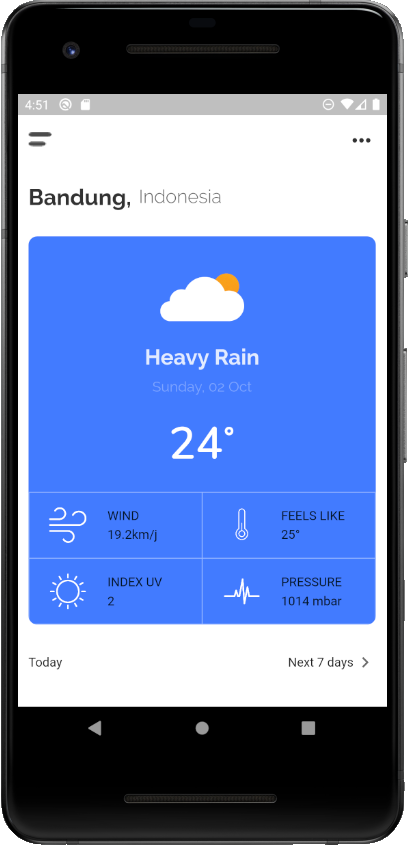 4:51
Bandung, Indonesia
Heavy Rain
Sunday, 02 Oct
24°
WIND
19.2km/j
FEELS LIKE
25°
INDEX UV
2
PRESSURE
1014 mbar
Today
Next 7 days